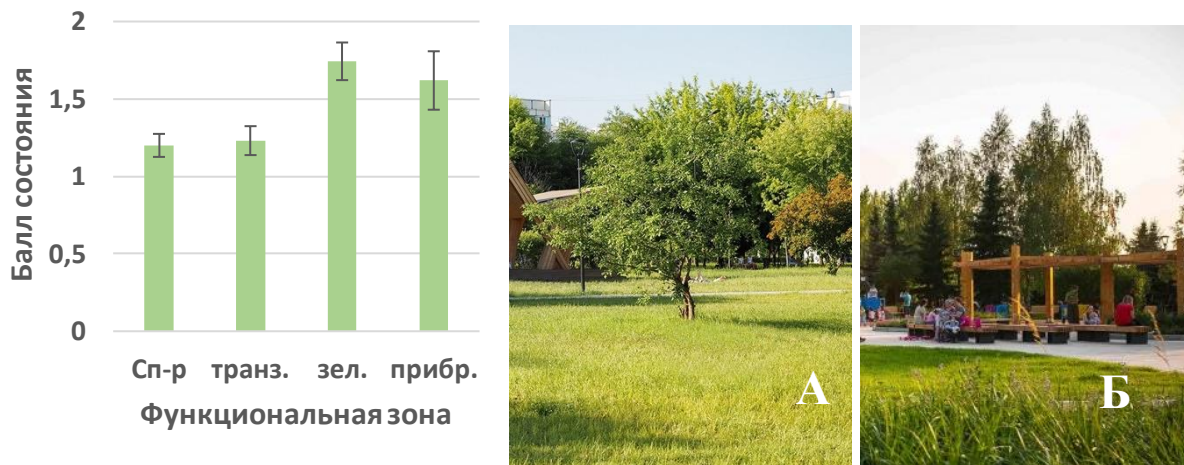 2
1,5
1
0,5
0
Балл состояния
Сп-р транз. зел. прибр.
Функциональная зона
А
Б